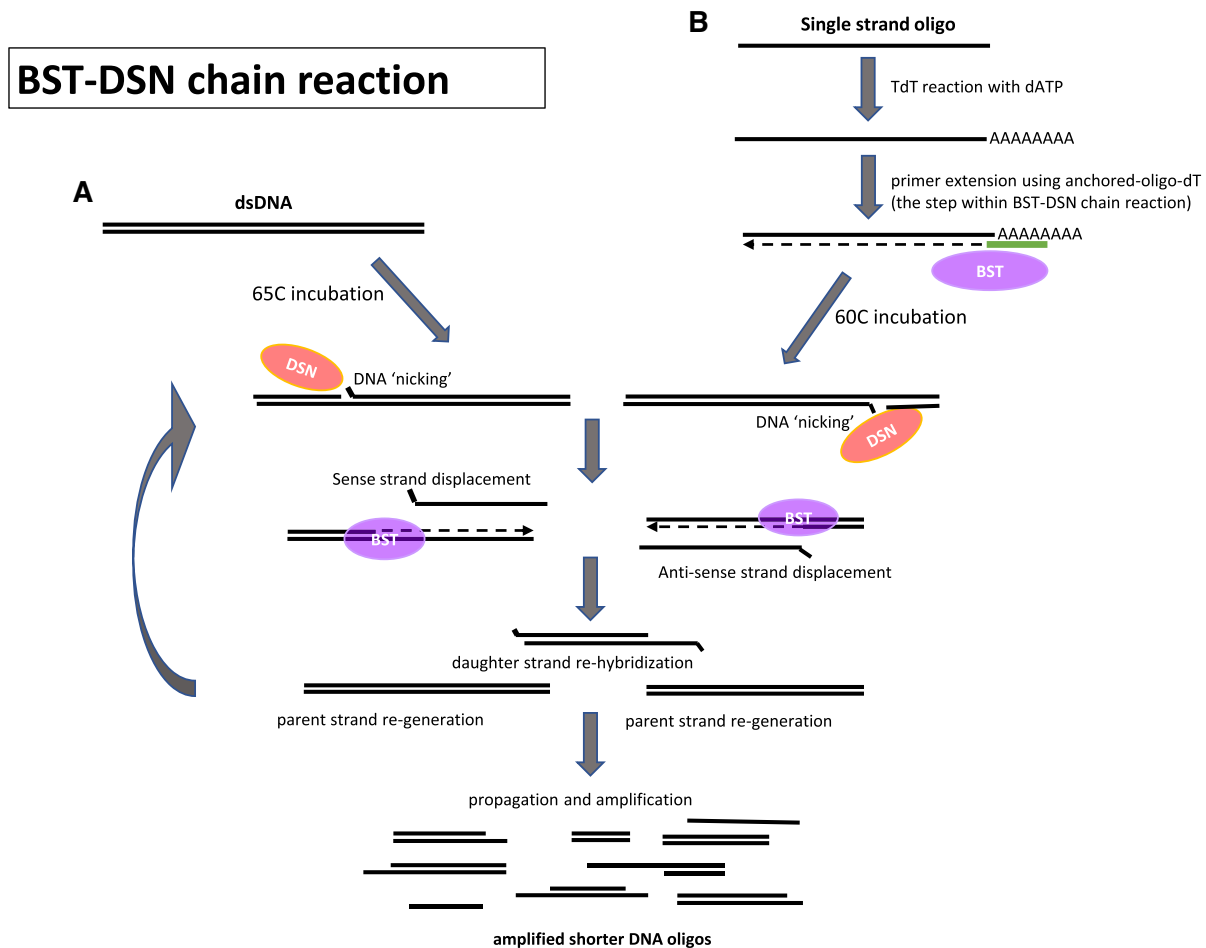 BST-DSN chain reaction
A
dsDNA
65C incubation
B
Single strand oligo
TdT reaction with dATP
AAAAAAAA
primer extension using anchored-oligo-dT
(the step within BST-DSN chain reaction)
AAAAAAAA
BST
60C incubation
DSN
DNA ‘nicking’
DNA ‘nicking’
DSN
Sense strand displacement
BST
BST
Anti-sense strand displacement
daughter strand re-hybridization
parent strand re-generation
parent strand re-generation
propagation and amplification
amplified shorter DNA oligos